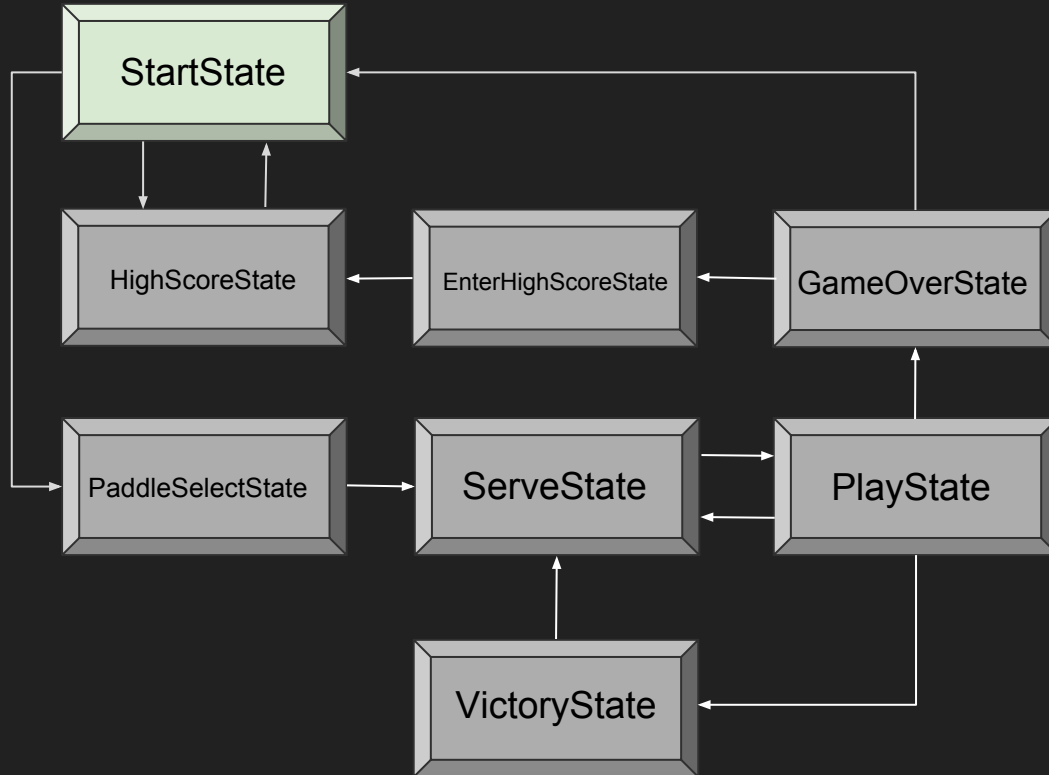 StartState
HighScoreState
EnterHighScoreState
GameOverState
PaddleSelectState
ServeState
PlayState
VictoryState